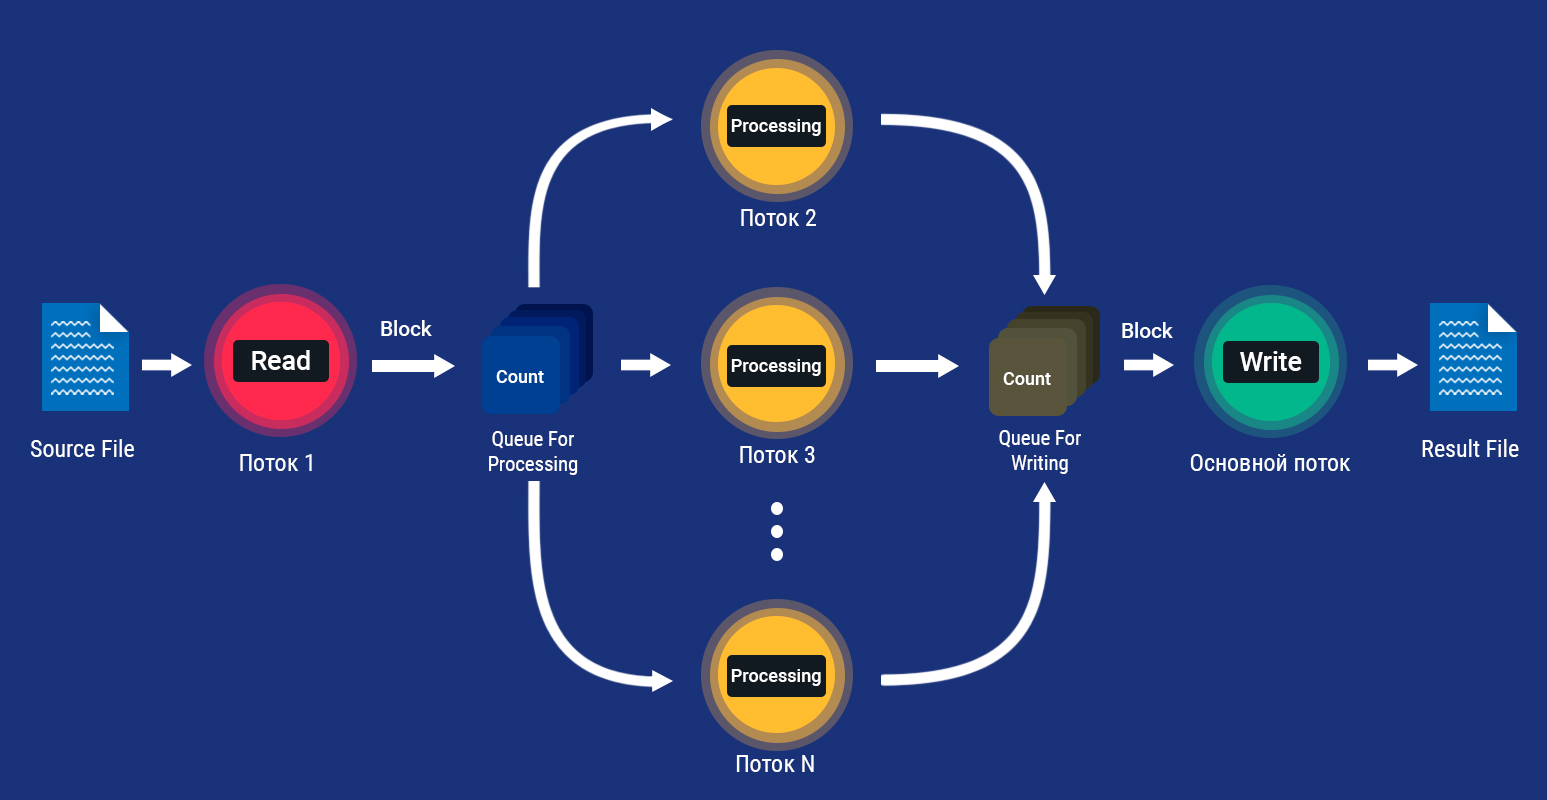 Processing
Поток 2
Source File
Read
Поток 1
Block
Count
Queue For
Processing
Processing
Поток 3
Count
Queue For
Writing
Block
Write
Основной поток
Result File
Processing
Поток N